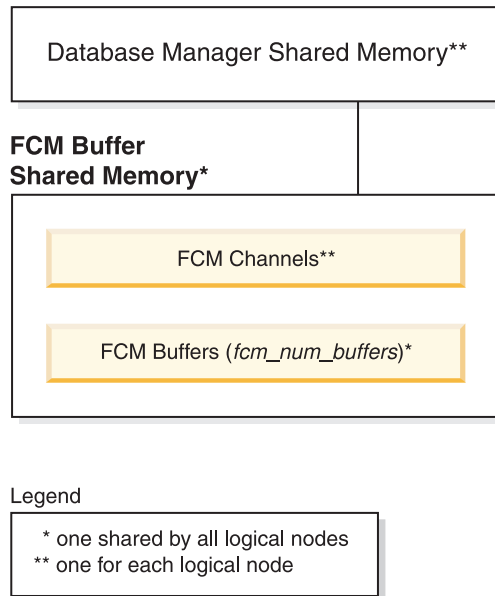 Database Manager Shared Memory**
FCM Buffer
Shared Memory*
FCM Channels**
FCM Buffers (fcm_num_buffers)*
Legend
* one shared by all logical nodes
** one for each logical node